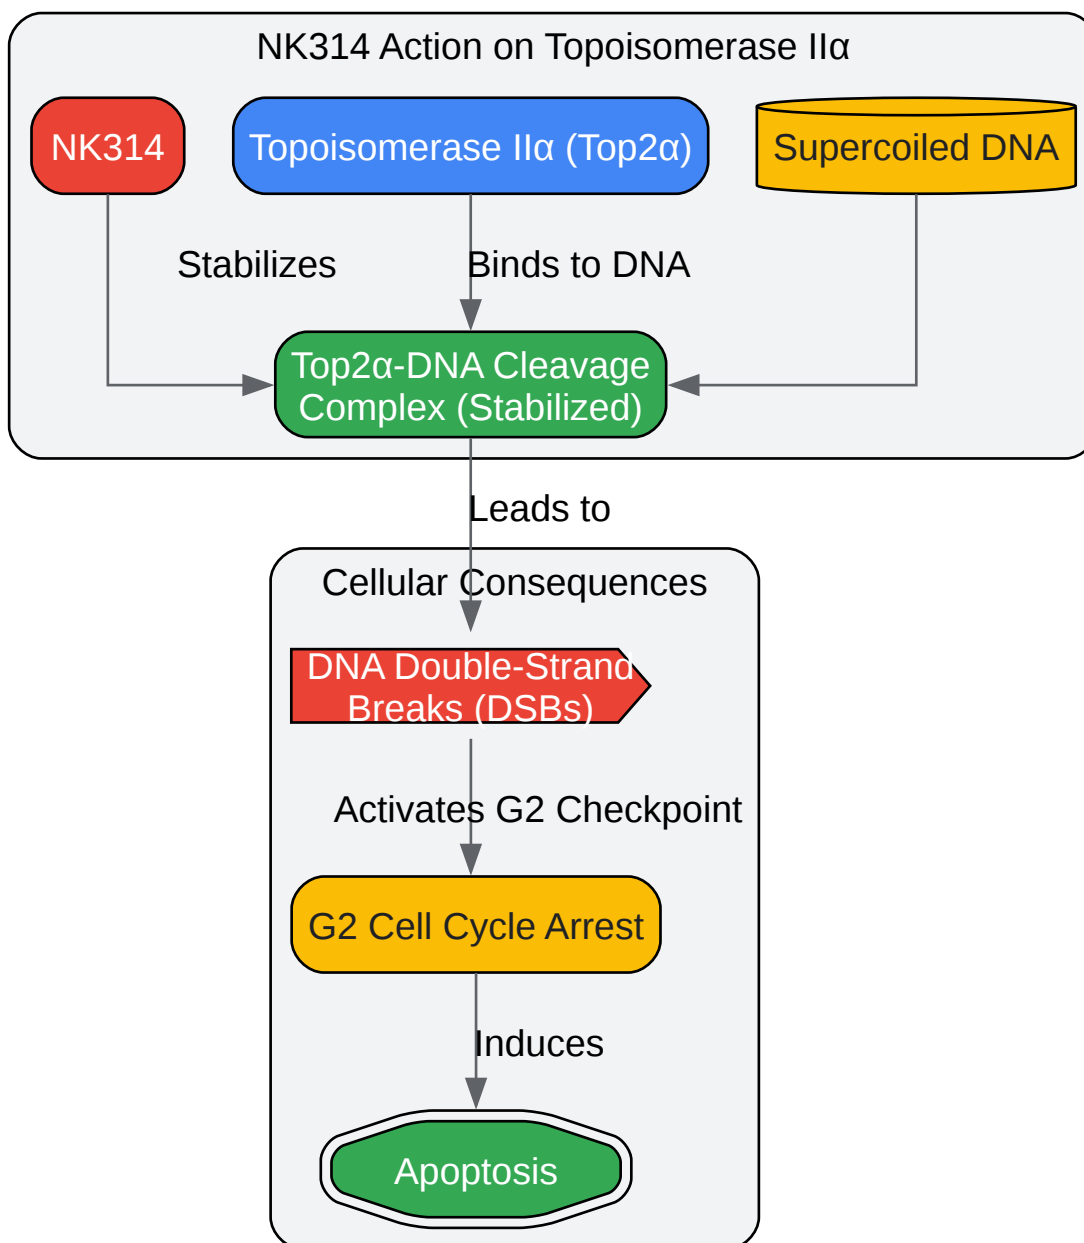 NK314 Action on Topoisomerase IIα
NK314
Topoisomerase IIα (Top2α)
Supercoiled DNA
Stabilizes
Binds to DNA
Top2α-DNA Cleavage
Complex (Stabilized)
Leads to
Cellular Consequences
DNA Double-Strand
Breaks (DSBs)
Activates G2 Checkpoint
G2 Cell Cycle Arrest
Induces
Apoptosis